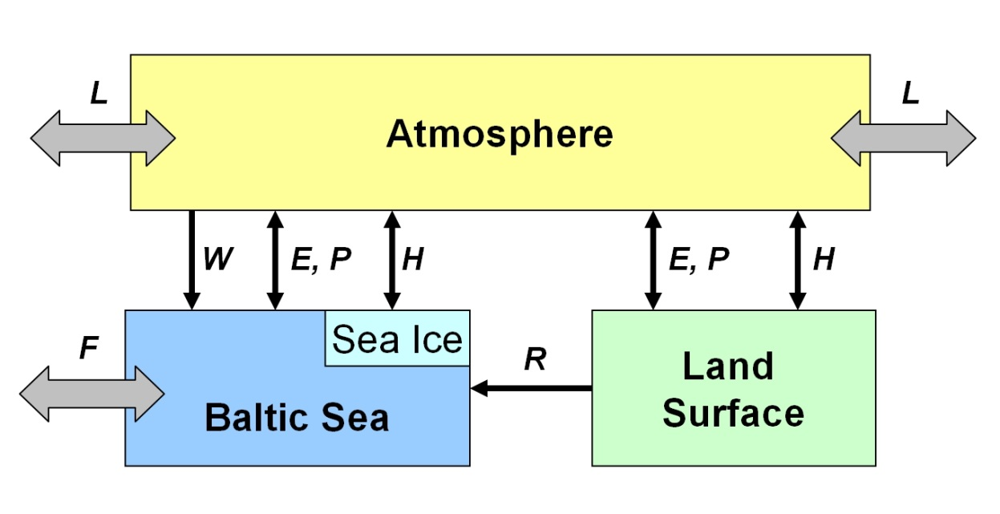 L
L
Atmosphere
W
E, P
H
E, P
H
Sea Ice
F
R
Land
Surface
Baltic Sea